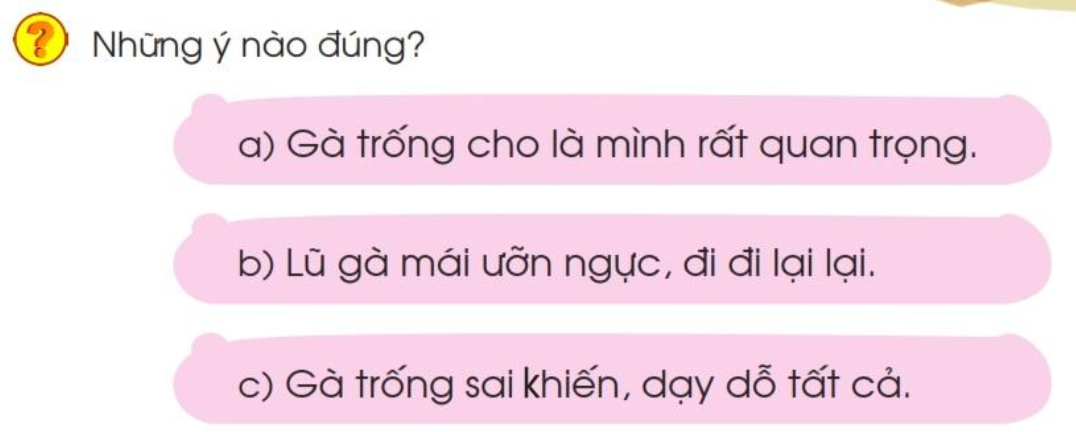 ?
Những ý nào đúng?
a) Gà trống cho là mình rất quan trọng.
b) Lũ gà mái ưỡn ngực, đi đi lại lại.
c) Gà trống sai khiến, dạy dỗ tất cả.